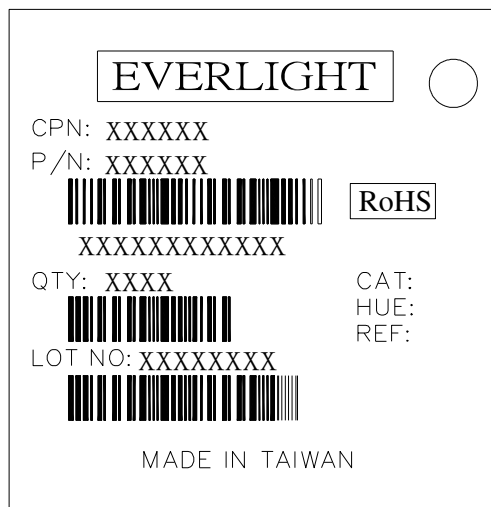 EVERLIGHT
CPN: XXXXXX
P/N: XXXXXX
RoHS
XXXXXXXXXXXX
QTY: XXXX
CAT:
HUE:
REF:
LOT NO: XXXXXXXX
MADE IN TAIWAN